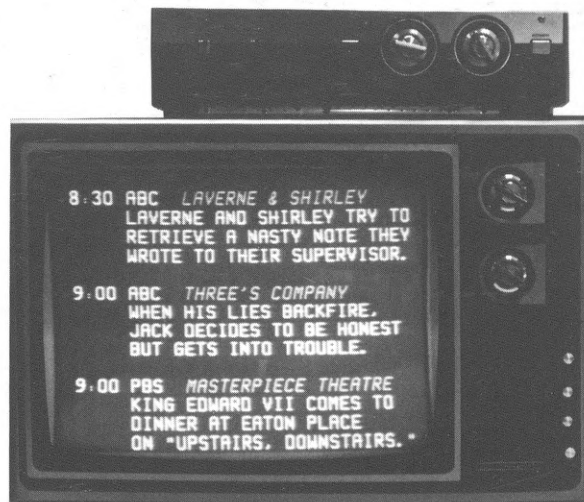 8:30 ABC LAVERNE & SHIRLEY
LAVERNE AND SHIRLEY TRY TO
RETRIEVE A NASTY NOTE THEY
WROTE TO THEIR SUPERVISOR.
9:00 ABC THREE'S COMPANY
WHEN HIS LIES BACKFIRE,
JACK DECIDES TO BE HONEST
BUT GETS INTO TROUBLE.
9:00 PBS MASTERPIECE THEATRE
KING EDWARD VII COMES TO
DINNER AT EATON PLACE
ON "UPSTAIRS, DOWNSTAIRS."